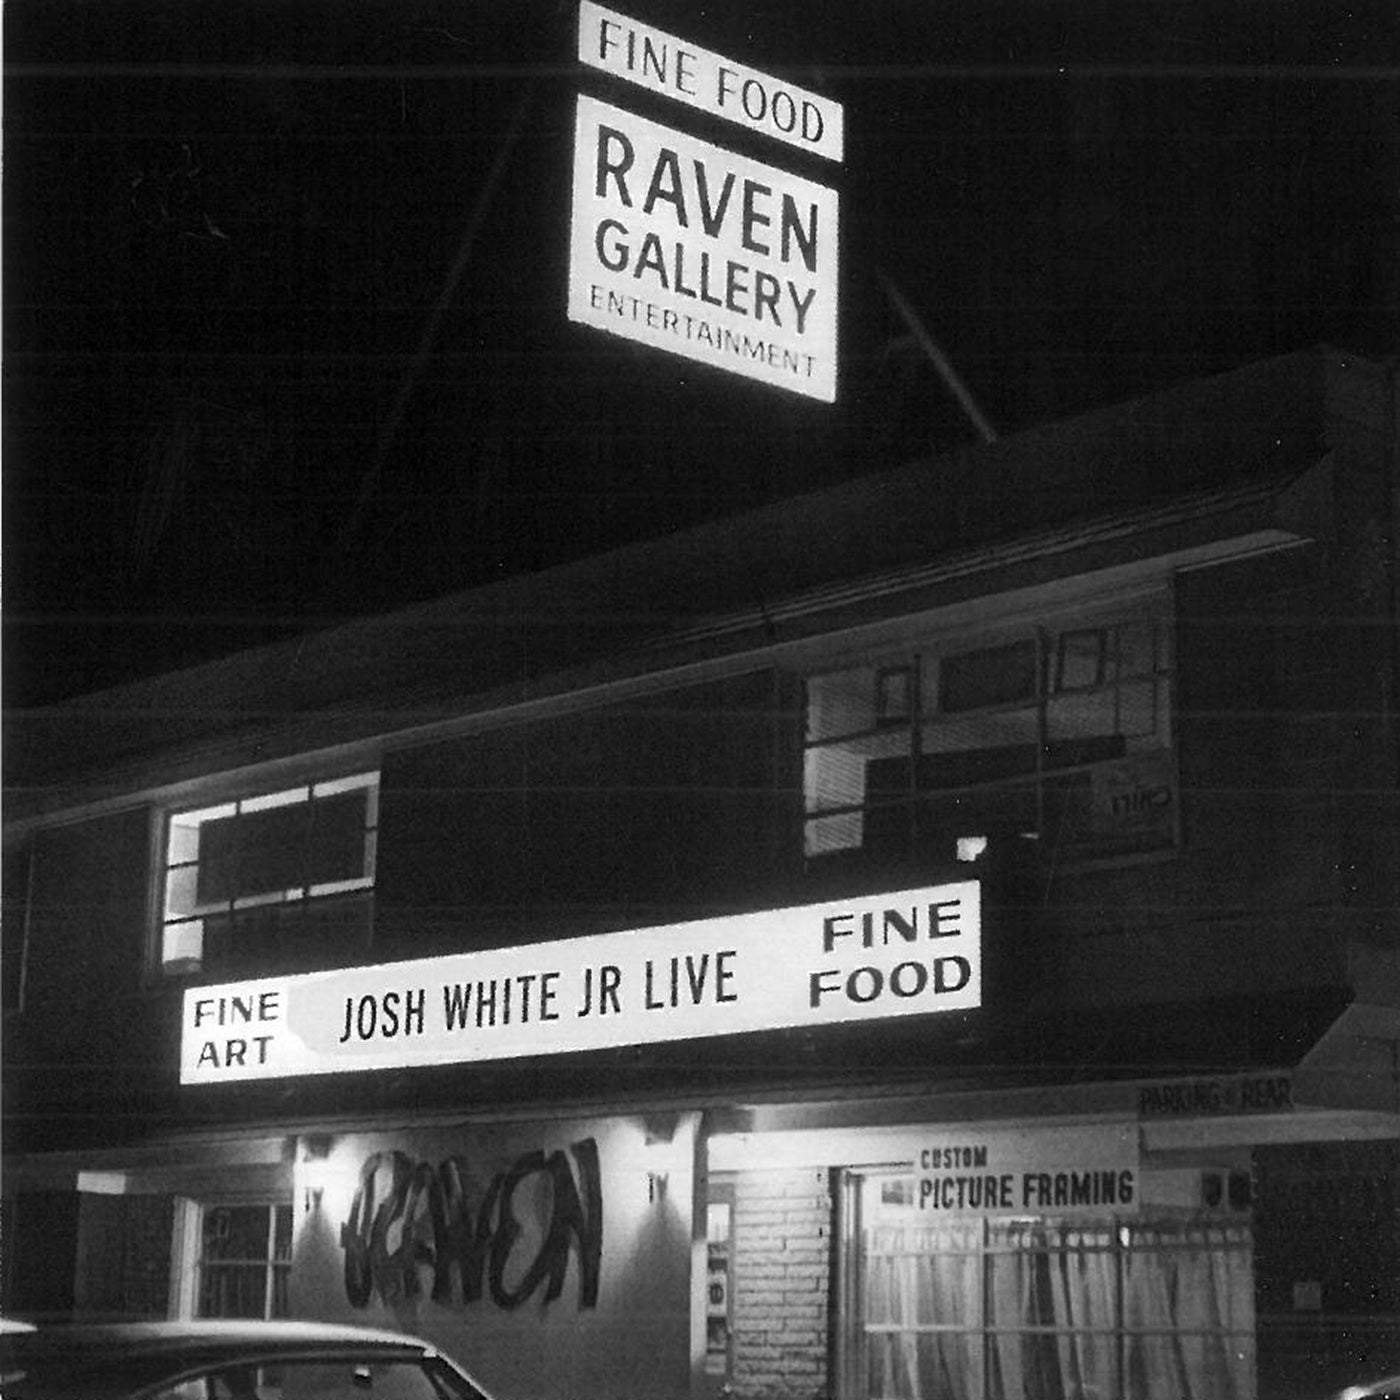 FINE FOOD
RAVEN
GALLERY
ENTERTAINMENT
FINE
ART
JOSH WHITE JR LIVE
FINE
FOOD
PARKING REAR
CUSTOM
PICTURE FRAMING
RAVEN